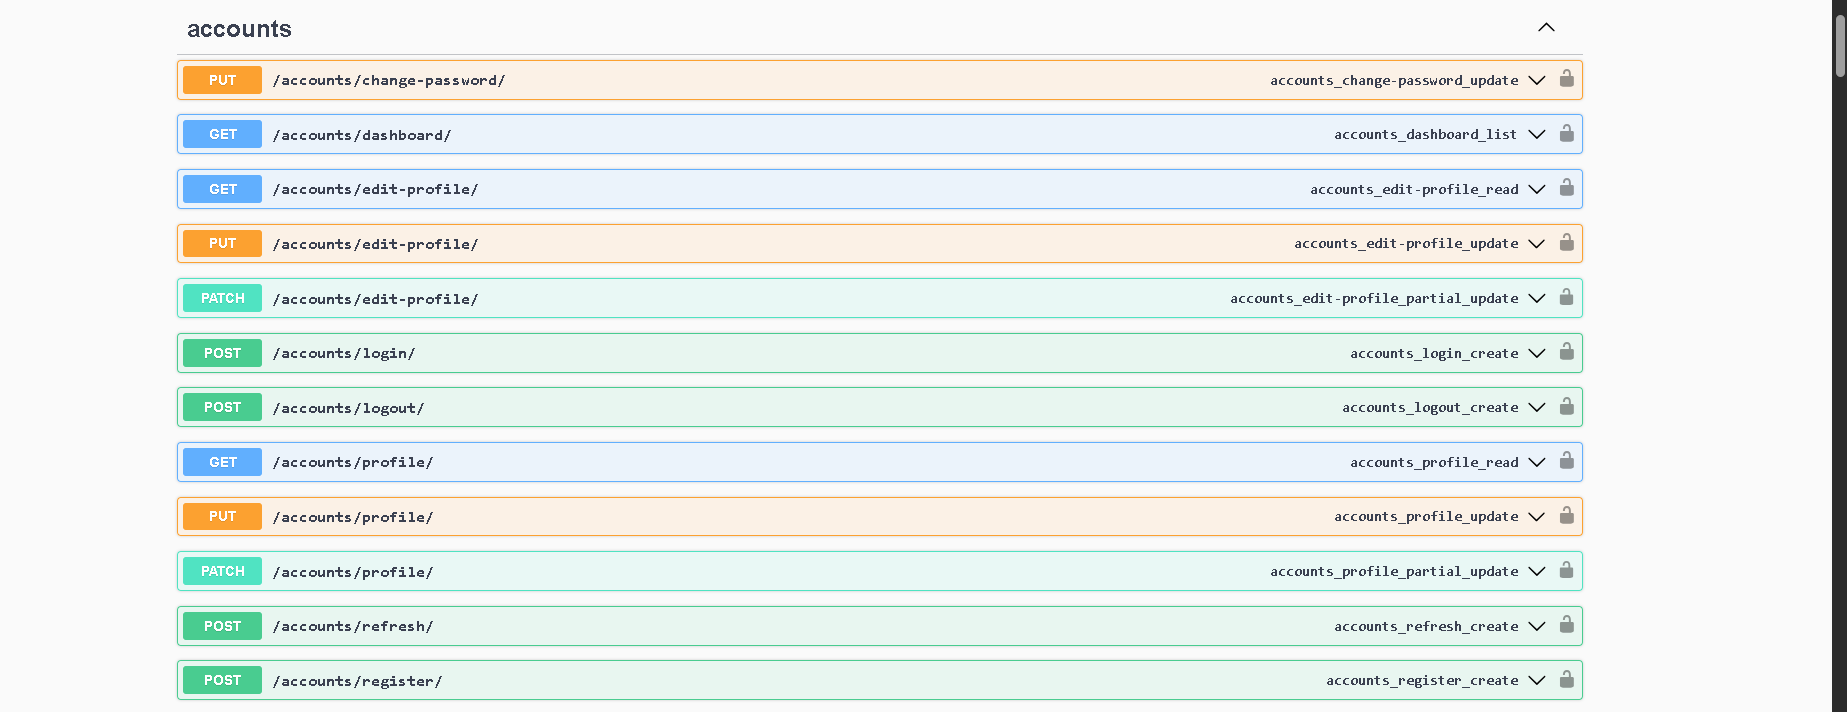 accounts
PUT /accounts/change-password/ accounts_change-password_update
GET /accounts/dashboard/ accounts_dashboard_list
GET /accounts/edit-profile/ accounts_edit-profile_read
PUT /accounts/edit-profile/ accounts_edit-profile_update
PATCH /accounts/edit-profile/ accounts_edit-profile_partial_update
POST /accounts/login/ accounts_login_create
POST /accounts/logout/ accounts_logout_create
GET /accounts/profile/ accounts_profile_read
PUT /accounts/profile/ accounts_profile_update
PATCH /accounts/profile/ accounts_profile_partial_update
POST /accounts/refresh/ accounts_refresh_create
POST /accounts/register/ accounts_register_create